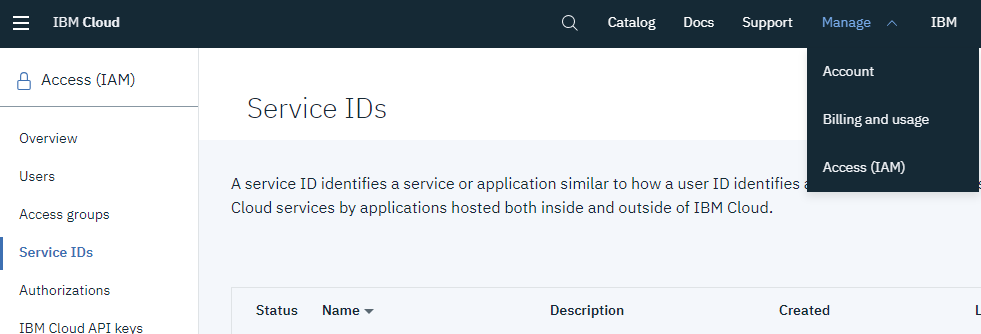 IBM Cloud
Catalog
Docs
Support
Manage
IBM
Account
Billing and usage
Access (IAM)
Access (IAM)
Overview
Users
Access groups
Service IDs
Authorizations
IBM Cloud API keys
Service IDs
A service ID identifies a service or application similar to how a user ID identifies
Cloud services by applications hosted both inside and outside of IBM Cloud.
Status
Name
Description
Created